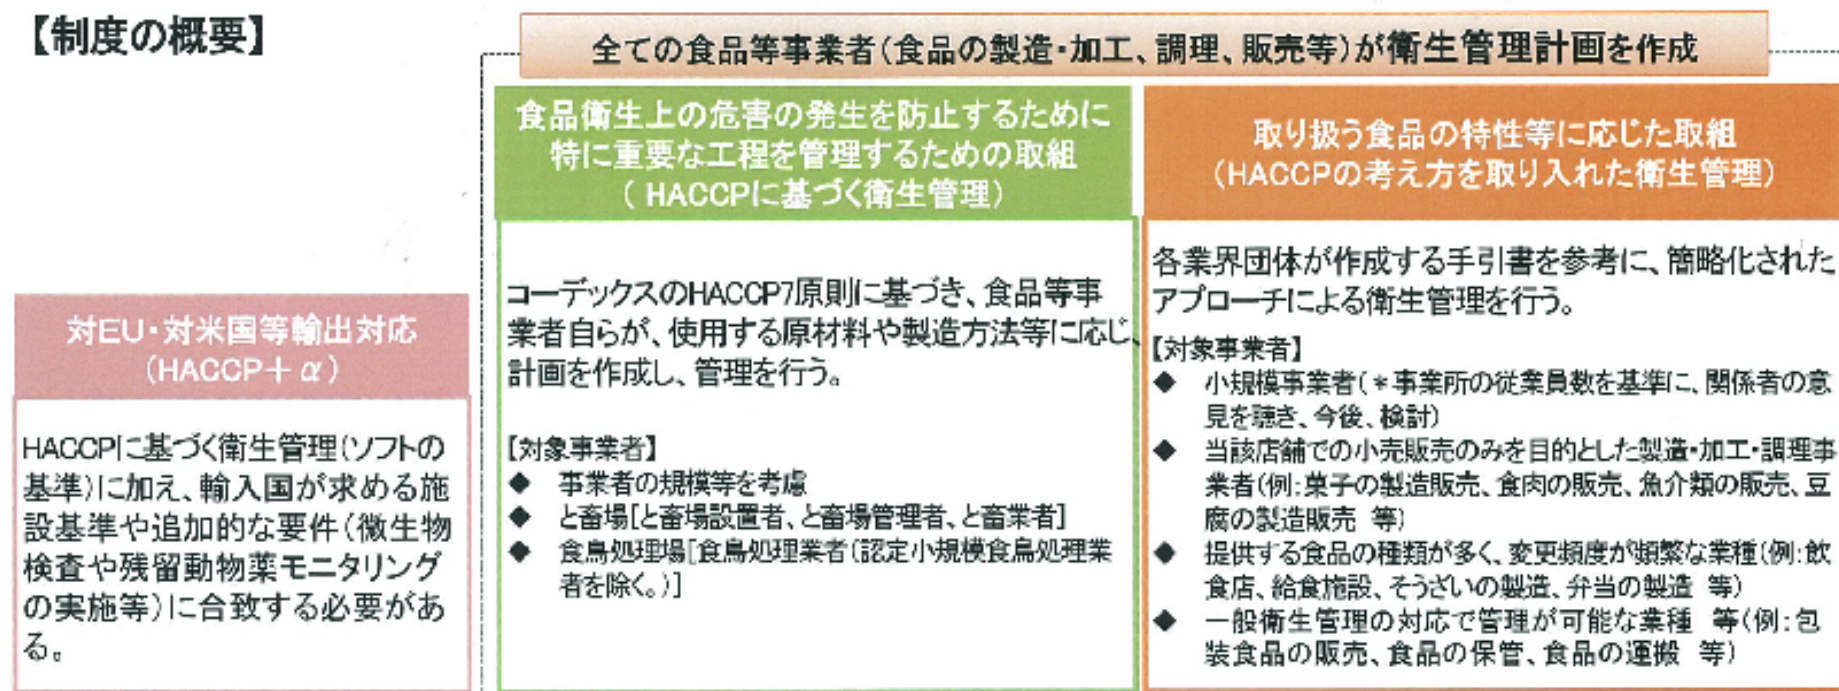 【制度の概要】
全ての食品等事業者(食品の製造・加工、調理、販売等)が衛生管理計画を作成
対EU・対米国等輸出対応
(HACCP+α)
HACCPに基づく衛生管理(ソフトの
基準)に加え、輸入国が求める施
設基準や追加的な要件(微生物
検査や残留動物薬モニタリング
の実施等)に合致する必要があ
る。
食品衛生上の危害の発生を防止するために
特に重要な工程を管理するための取組
( HACCPに基づく衛生管理)
コーデックスのHACCP7原則に基づき、食品等事
業者自らが、使用する原材料や製造方法等に応じ、
計画を作成し、管理を行う。
【対象事業者】
◆ 事業者の規模等を考慮
◆ と畜場[と畜場設置者、と畜場管理者、と畜業者]
◆ 食鳥処理場[食鳥処理業者(認定小規模食鳥処理業
者を除く。)]
取り扱う食品の特性等に応じた取組
(HACCPの考え方を取り入れた衛生管理)
各業界団体が作成する手引書を参考に、簡略化された
アプローチによる衛生管理を行う。
【対象事業者】
◆ 小規模事業者(*事業所の従業員数を基準に、関係者の意
見を聴き、今後、検討)
◆ 当該店舗での小売販売のみを目的とした製造・加工・調理事
業者(例:菓子の製造販売、食肉の販売、魚介類の販売、豆
腐の製造販売 等)
◆ 提供する食品の種類が多く、変更頻度が頻繁な業種(例:飲
食店、給食施設、そうざいの製造、弁当の製造 等)
◆ 一般衛生管理の対応で管理が可能な業種 等(例:包
装食品の販売、食品の保管、食品の運搬 等)